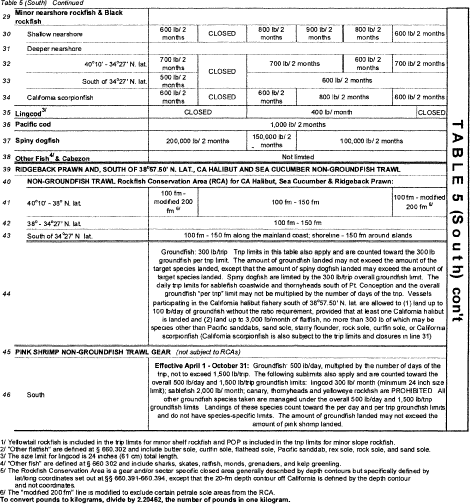 Table 5 (South) Continued
29 Minor nearshore rockfish & Black rockfish
30 Shallow nearshore 600 lb/ 2 months CLOSED 800 lb/ 2 months 900 lb/ 2 months 800 lb/ 2 months 600 lb/ 2 months
31 Deeper nearshore
32 40°10' - 34°27' N. lat. 700 lb/ 2 months CLOSED 700 lb/ 2 months 600 lb/ 2 months 700 lb/ 2 months
33 South of 34°27' N. lat. 500 lb/ 2 months 600 lb/ 2 months
34 California scorpionfish 600 lb/ 2 months CLOSED 600 lb/ 2 months 800 lb/ 2 months 600 lb/ 2 months
35 Lingcod3/ CLOSED 400 lb/ month CLOSED
36 Pacific cod 1,000 lb/ 2 months
37 Spiny dogfish 200,000 lb/ 2 months 150,000 lb/ 2 months 100,000 lb/ 2 months
38 Other Fish4/ & Cabezon Not limited
39 RIDGEBACK PRAWN AND, SOUTH OF 38°57.50' N. LAT., CA HALIBUT AND SEA CUCUMBER NON-GROUNDFISH TRAWL
40 NON-GROUNDFISH TRAWL Rockfish Conservation Area (RCA) for CA Halibut, Sea Cucumber & Ridgeback Prawn:
41 40°10' - 38° N. lat. 100 fm - modified 200 fm 6/ 100 fm - 150 fm 100 fm - modified 200 fm 6/
42 38° - 34°27' N. lat. 100 fm - 150 fm
43 South of 34°27' N. lat. 100 fm - 150 fm along the mainland coast; shoreline - 150 fm around islands
44 Groundfish: 300 lb/trip Trip limits in this table also apply and are counted toward the 300 lb
groundfish per trip limit. The amount of groundfish landed may not exceed the amount of the
target species landed, except that the amount of spiny dogfish landed may exceed the amount of
target species landed. Spiny dogfish are limited by the 300 lb/trip overall groundfish limit. The
daily trip limits for sablefish coastwide and thornyheads south of Pt. Conception and the overall
groundfish "per trip" limit may not be multiplied by the number of days of the trip. Vessels
participating in the California halibut fishery south of 38°57.50' N. lat. are allowed to (1) land up to
100 lb/day of groundfish without the ratio requirement, provided that at least one California halibut
is landed and (2) land up to 3,000 lb/month of flatfish, no more than 300 lb of which may be
species other than Pacific sanddabs, sand sole, starry flounder, rock sole, curlfin sole, or California
scorpionfish (California scorpionfish is also subject to the trip limits and closures in line 31)
45 PINK SHRIMP NON-GROUNDFISH TRAWL GEAR (not subject to RCAs)
46 South Effective April 1 - October 31: Groundfish: 500 lb/day, multiplied by the number of days of the
trip, not to exceed 1,500 lb/trip. The following sublimits also apply and are counted toward the
overall 500 lb/day and 1,500 lb/trip groundfish limits: lingcod 300 lb/ month (minimum 24 inch size
limit); sablefish 2,000 lb/ month; canary, thornyheads and yelloweye rockfish are PROHIBITED. All
other groundfish species taken are managed under the overall 500 lb/day and 1,500 lb/trip
groundfish limits. Landings of these species count toward the per day and per trip groundfish limits
and do not have species-specific limits. The amount of groundfish landed may not exceed the
amount of pink shrimp landed.
TABLE 5 (South) con't
1/ Yellowtail rockfish is included in the trip limits for minor shelf rockfish and POP is included in the trip limits for minor slope rockfish.
2/ "Other flatfish" are defined at § 660.302 and include butter sole, curlfin sole, flathead sole, Pacific sanddab, rex sole, rock sole, and sand sole.
3/ The size limit for lingcod is 24 inches (61 cm) total length.
4/ "Other fish" are defined at § 660.302 and include sharks, skates, ratfish, morids, grenadiers, and kelp greenling.
5/ The Rockfish Conservation Area is a gear and/or sector specific closed area generally described by depth contours but specifically defined by
lat/long coordinates set out at §§ 660.391-660.394, except that the 20-fm depth contour off California is defined by the depth contour
and not coordinates.
6/ The "modified 200 fm" line is modified to exclude certain petrale sole areas from the RCA.
To convert pounds to kilograms, divide by 2.20462, the number of pounds in one kilogram.